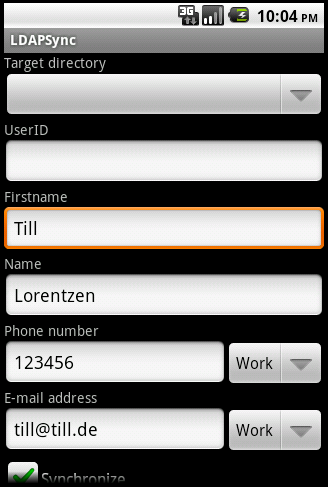 3G 10:04 PM
LDAPSync
Target directory
UserID
Firstname
Till
Name
Lorentzen
Phone number
123456 Work
E-mail address
till@till.de Work
Synchronize